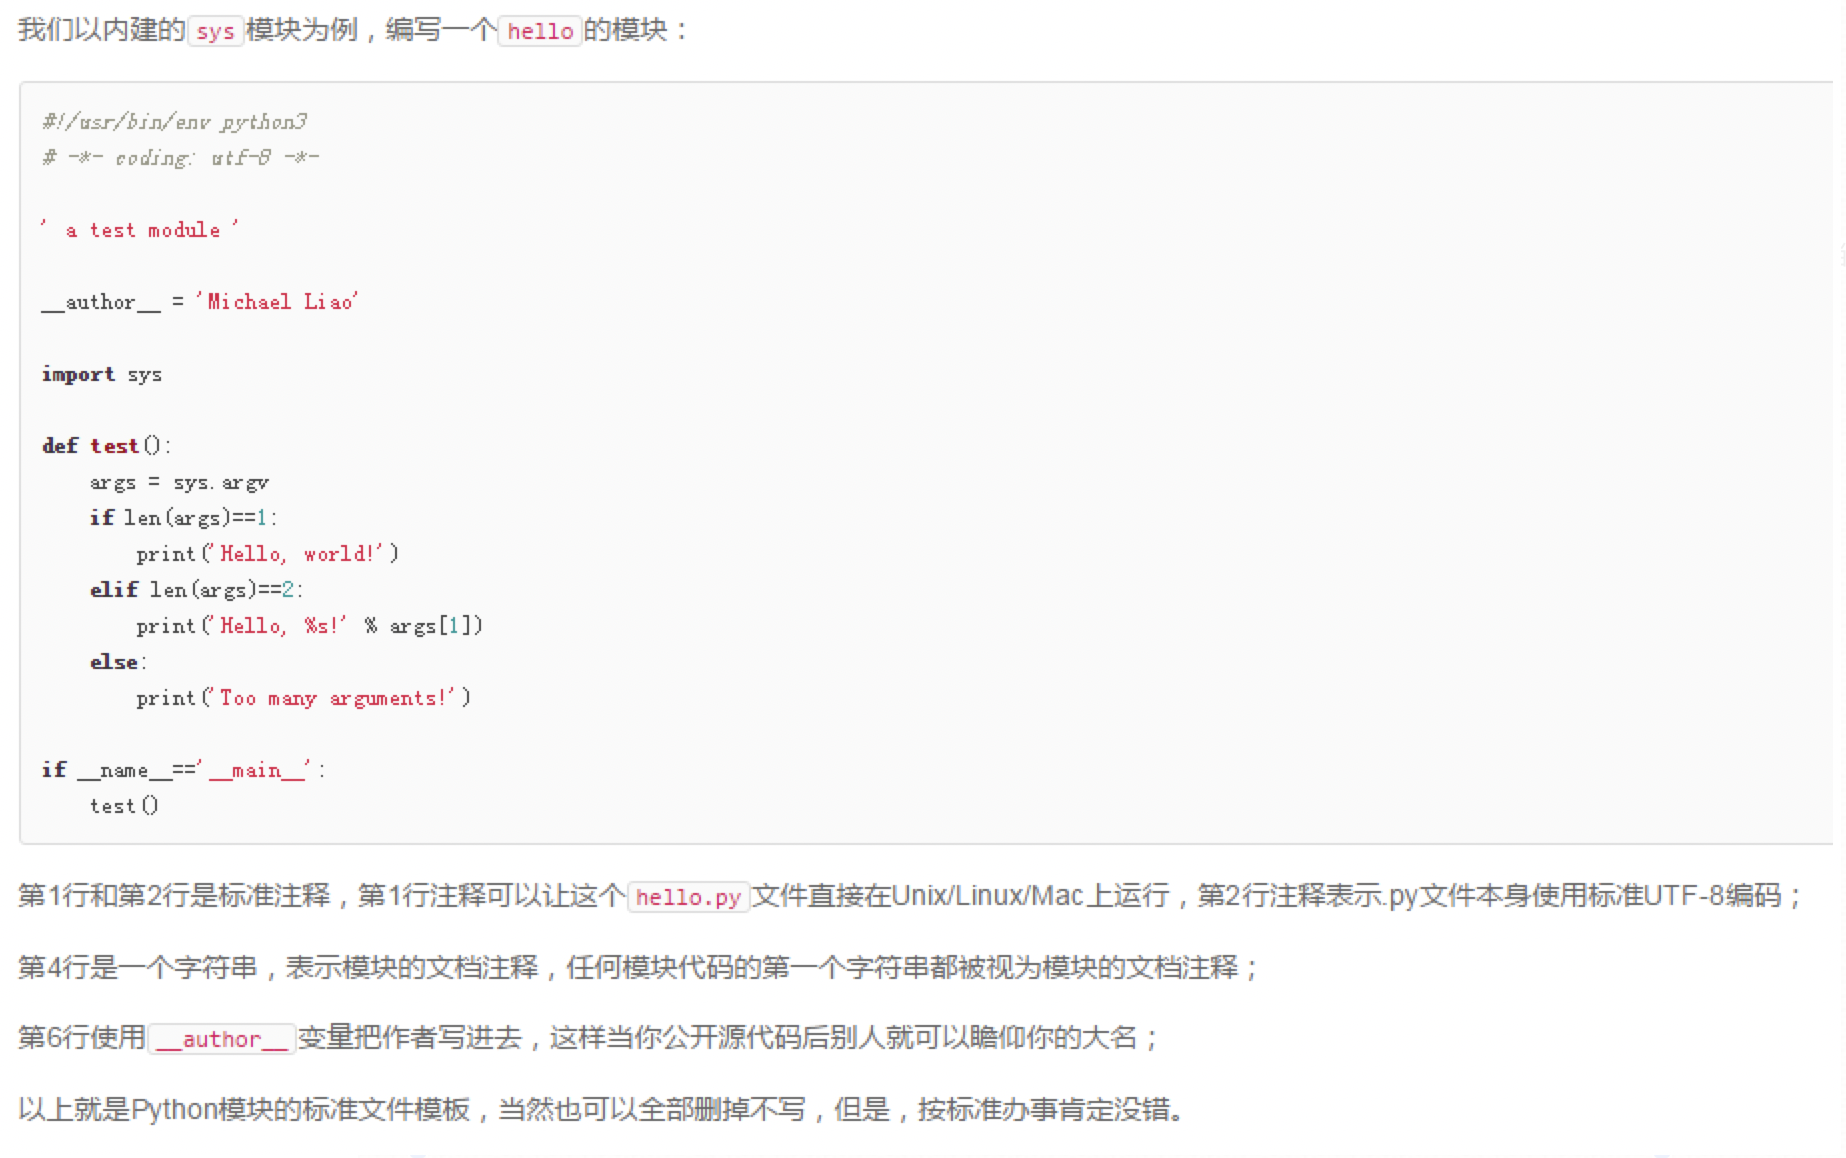 我们以内建的sys模块为例，编写一个hello的模块：
#!/usr/bin/env python3
# -*- coding: utf-8 -*-
' a test module '
__author__ = 'Michael Liao'
import sys
def test():
    args = sys.argv
    if len(args)==1:
        print('Hello, world!')
    elif len(args)==2:
        print('Hello, %s!' % args[1])
    else:
        print('Too many arguments!')
if __name__=='__main__':
    test()
第1行和第2行是标准注释，第1行注释可以让这个hello.py文件直接在Unix/Linux/Mac上运行，第2行注释表示.py文件本身使用标准UTF-8编码；
第4行是一个字符串，表示模块的文档注释，任何模块代码的第一个字符串都被视为模块的文档注释；
第6行使用__author__变量把作者写进去，这样当你公开源代码后别人就可以瞻仰你的大名；
以上就是Python模块的标准文件模板，当然也可以全部删掉不写，但是，按标准办事肯定没错。